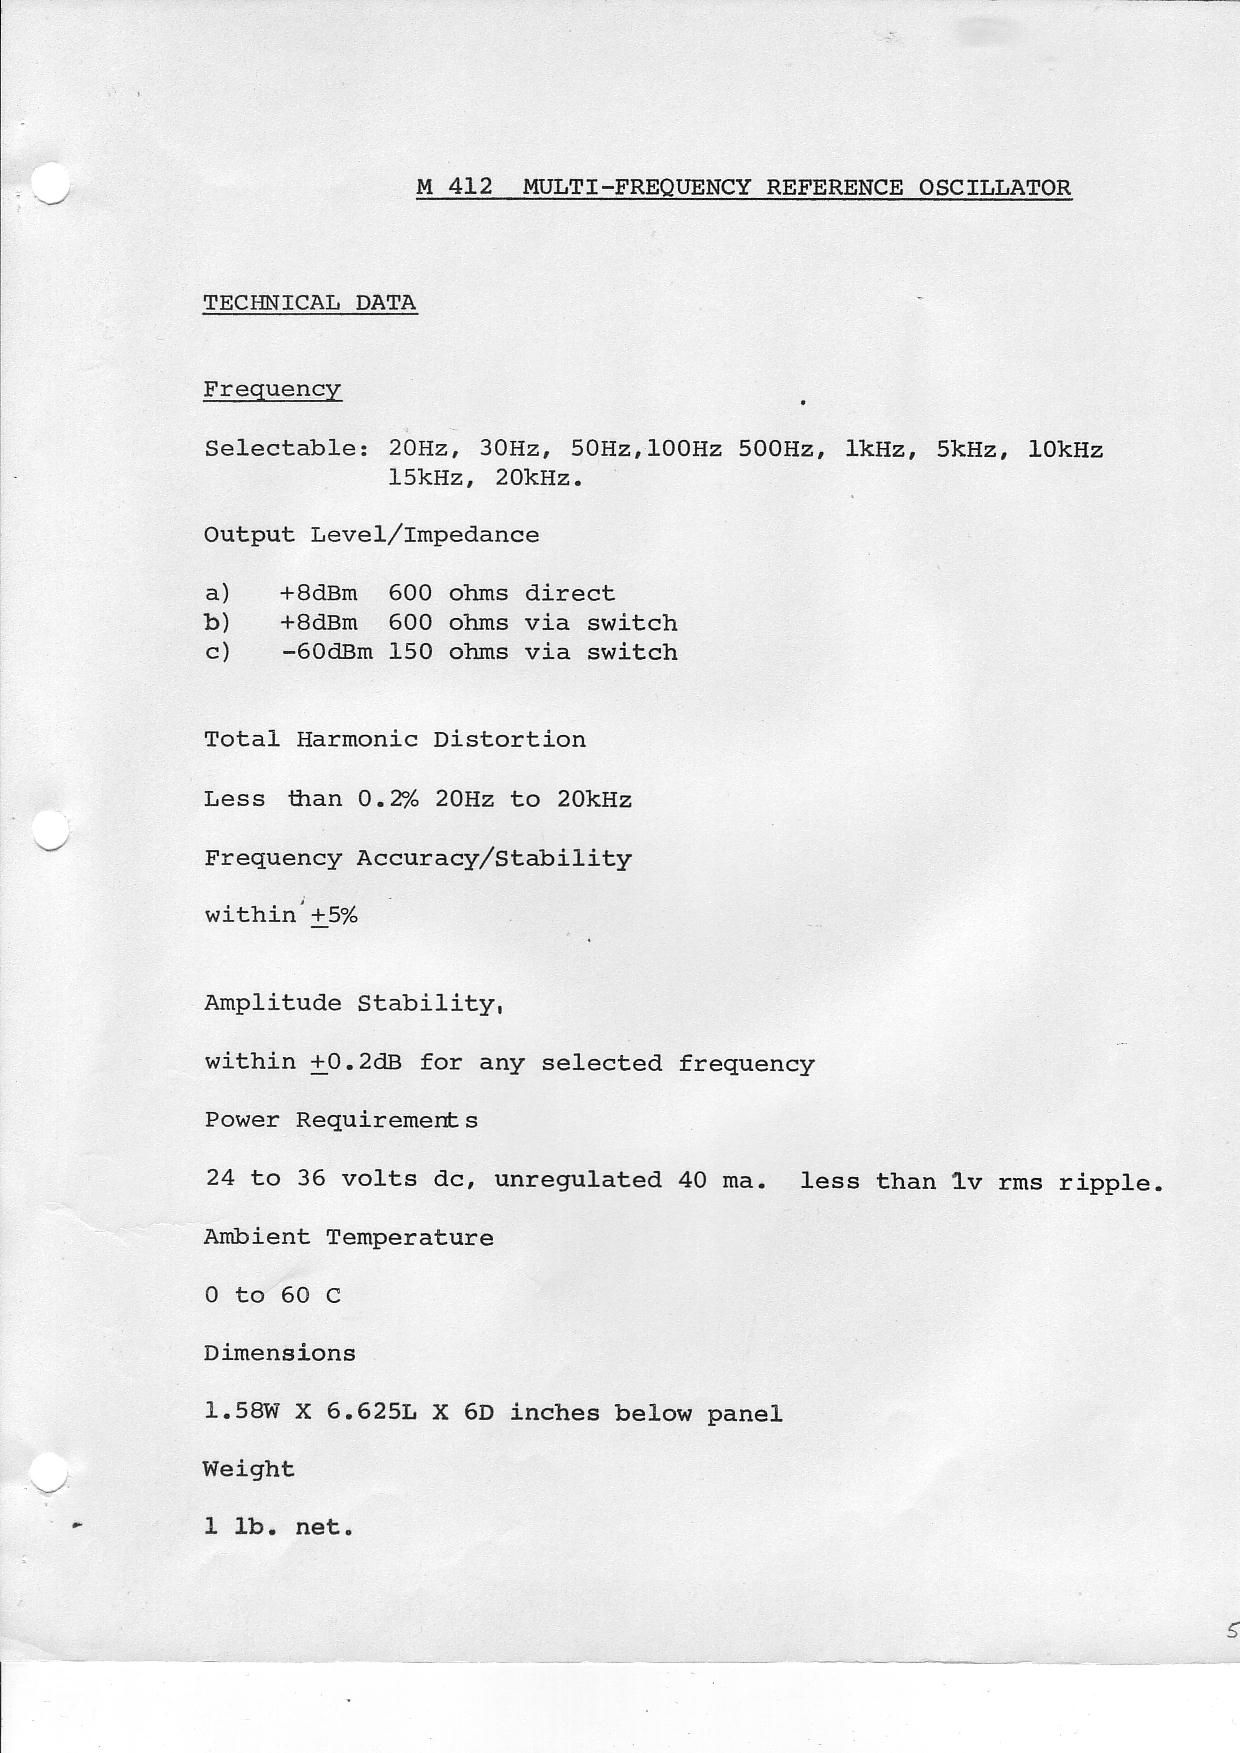 M 412 MULTI-FREQUENCY REFERENCE OSCILLATOR
TECHNICAL DATA
Frequency
Selectable: 20Hz, 30Hz, 50Hz,100Hz 500Hz, 1kHz, 5kHz, 10kHz
15kHz, 20kHz.
Output Level/Impedance
a) +8dBm 600 ohms direct
b) +8dBm 600 ohms via switch
c) -60dBm 150 ohms via switch
Total Harmonic Distortion
Less than 0.2% 20Hz to 20kHz
Frequency Accuracy/Stability
within ±5%
Amplitude Stability,
within ±0.2dB for any selected frequency
Power Requirements
24 to 36 volts dc, unregulated 40 ma. less than 1v rms ripple.
Ambient Temperature
0 to 60 C
Dimensions
1.58W X 6.625L X 6D inches below panel
Weight
1 lb. net.
5